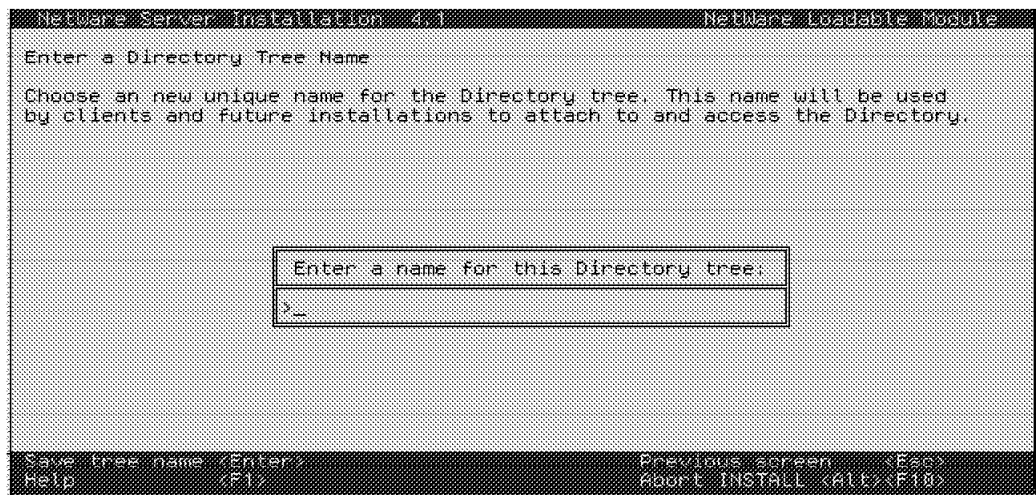 NetWare Server Installation 4.1 NetWare Loadable Module
Enter a Directory Tree Name
Choose an new unique name for the Directory tree. This name will be used
by clients and future installations to attach to and access the Directory.
Enter a name for this Directory tree:
>_
Save tree name <Enter> Previous screen <Esc>
Help <F1> Abort INSTALL <Alt><F10>